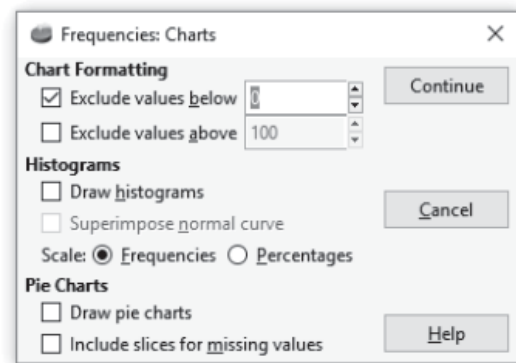 Frequencies: Charts
Chart Formatting
Exclude values below 0
Continue
Exclude values above 100
Histograms
Draw histograms
Superimpose normal curve
Cancel
Scale: Frequencies Percentages
Pie Charts
Draw pie charts
Include slices for missing values
Help